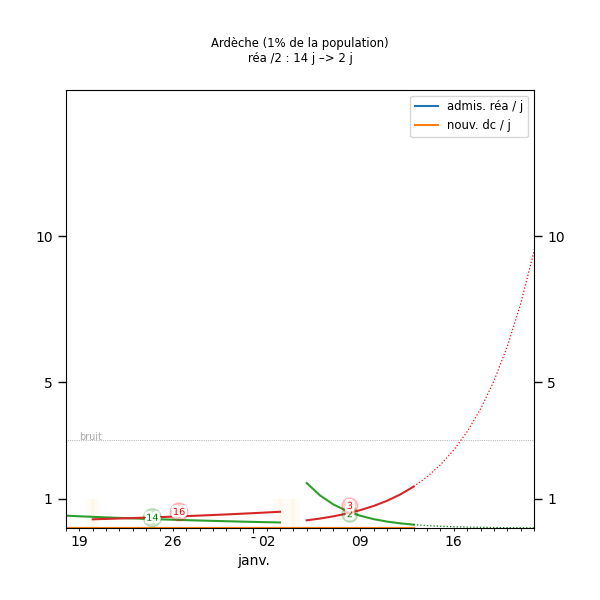 Ardèche (1% de la population)
réa /2 : 14 j –> 2 j
admis. réa / j
nouv. dc / j
10 10
5 5
bruit
1 1
14 16 3 2
19 26 02 09 16
janv.